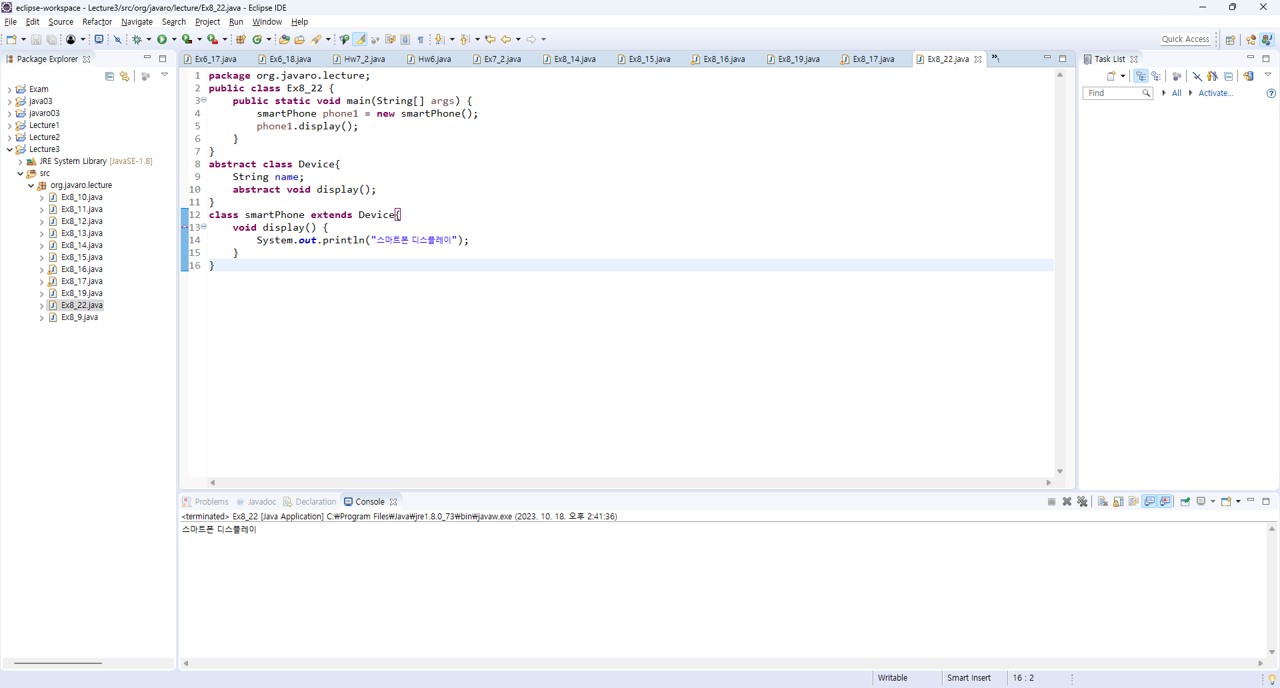 eclipse-workspace - Lecture3/src/org/javaro/lecture/Ex8_22.java - Eclipse IDE
File Edit Source Refactor Navigate Search Project Run Window Help
Quick Access
Package Explorer
Exam
java03
javaro03
Lecture1
Lecture2
Lecture3
JRE System Library [JavaSE-1.8]
src
org.javaro.lecture
Ex8_10.java
Ex8_11.java
Ex8_12.java
Ex8_13.java
Ex8_14.java
Ex8_15.java
Ex8_16.java
Ex8_17.java
Ex8_19.java
Ex8_22.java
Ex8_9.java
Ex6_17.java Ex6_18.java Hw7_2.java Hw6.java Ex7_2.java Ex8_14.java Ex8_15.java Ex8_16.java Ex8_19.java Ex8_17.java Ex8_22.java
1 package org.javaro.lecture;
2 public class Ex8_22 {
3 public static void main(String[] args) {
4 smartPhone phone1 = new smartPhone();
5 phone1.display();
6 }
7 }
8 abstract class Device{
9 String name;
10 abstract void display();
11 }
12 class smartPhone extends Device{
13 void display() {
14 System.out.println("스마트폰 디스플레이");
15 }
16 }
Task List
Find All Activate...
Problems Javadoc Declaration Console
<terminated> Ex8_22 [Java Application] C:₩Program Files₩Java₩jre1.8.0_73₩bin₩javaw.exe (2023. 10. 18. 오후 2:41:36)
스마트폰 디스플레이
Writable Smart Insert 16 : 2